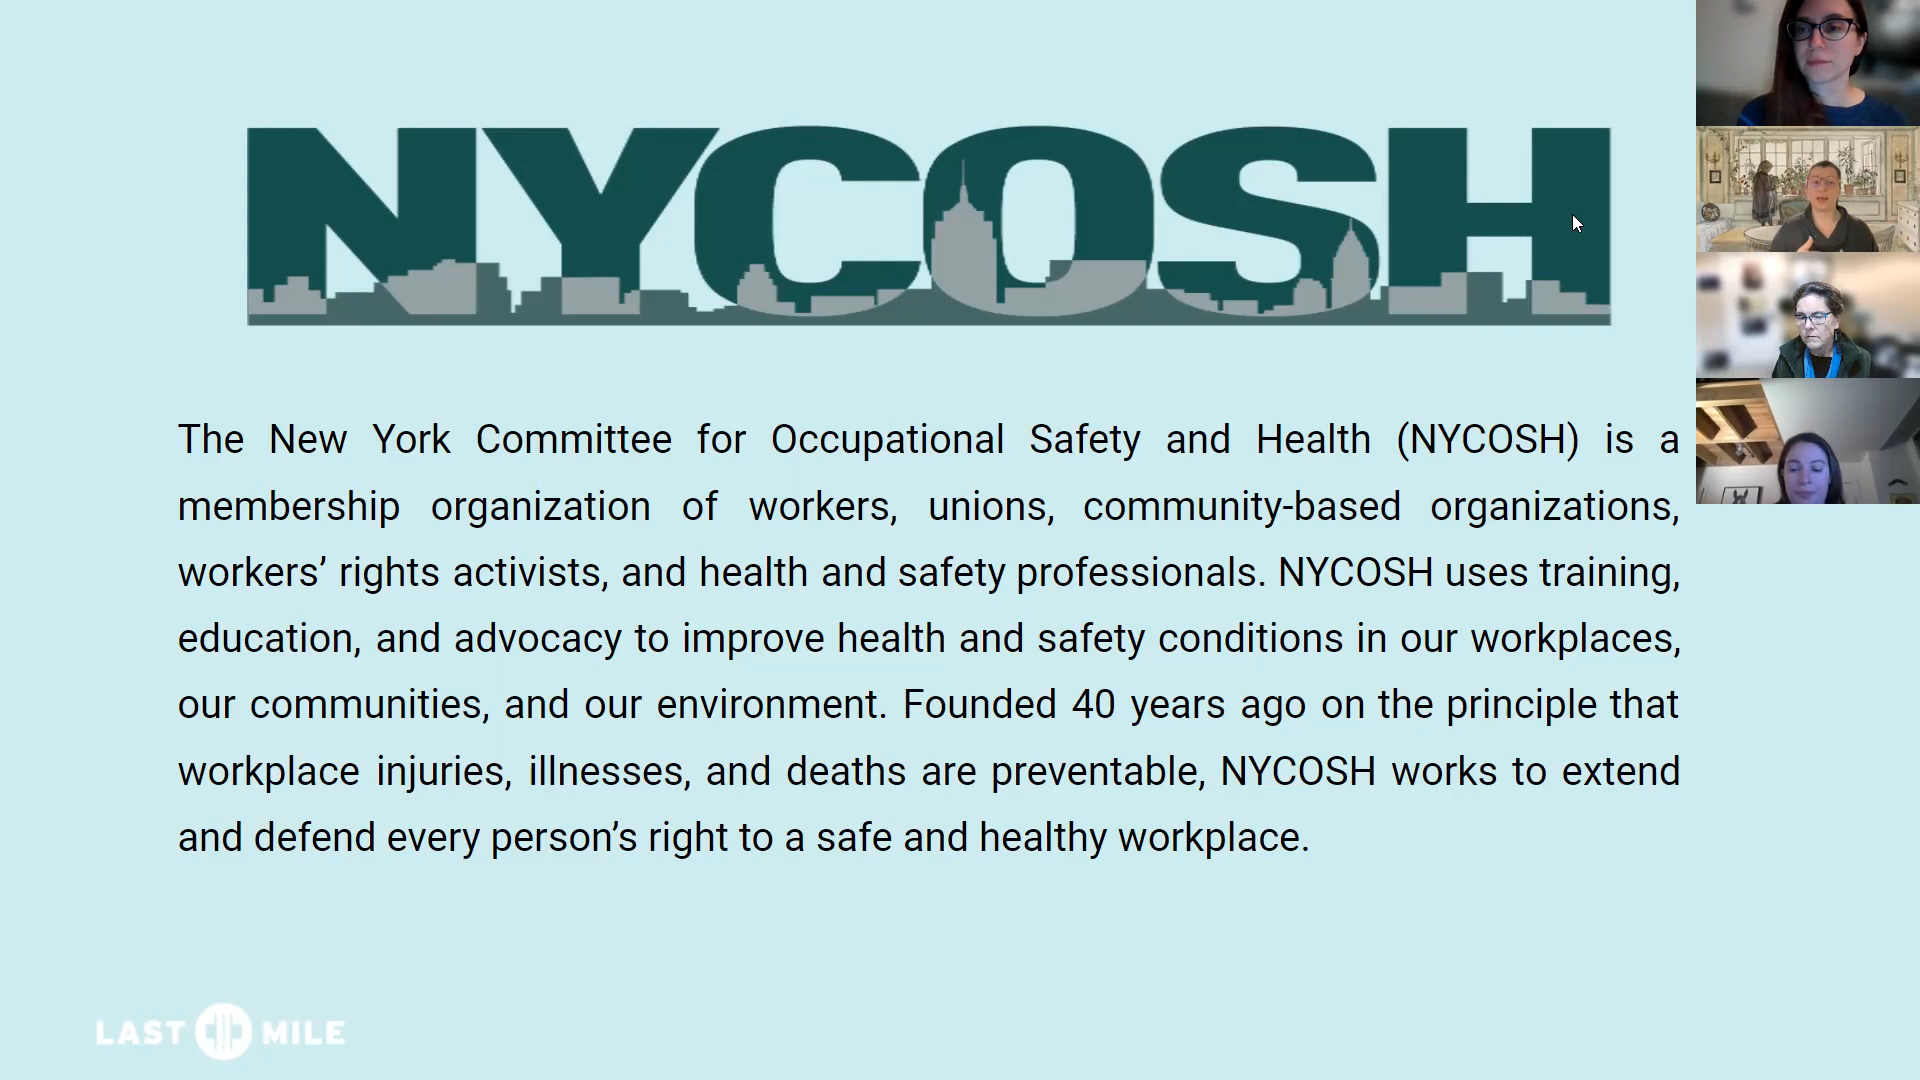 NYCOSH
The New York Committee for Occupational Safety and Health (NYCOSH) is a
membership organization of workers, unions, community-based organizations,
workers’ rights activists, and health and safety professionals. NYCOSH uses training,
education, and advocacy to improve health and safety conditions in our workplaces,
our communities, and our environment. Founded 40 years ago on the principle that
workplace injuries, illnesses, and deaths are preventable, NYCOSH works to extend
and defend every person’s right to a safe and healthy workplace.
LAST MILE